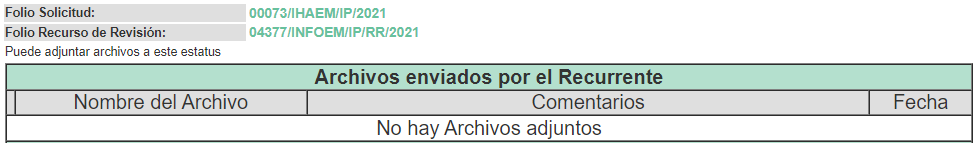 Folio Solicitud: 00073/IHAEM/IP/2021
Folio Recurso de Revisión: 04377/INFOEM/IP/RR/2021
Puede adjuntar archivos a este estatus
Archivos enviados por el Recurrente
Nombre del Archivo Comentarios Fecha
No hay Archivos adjuntos